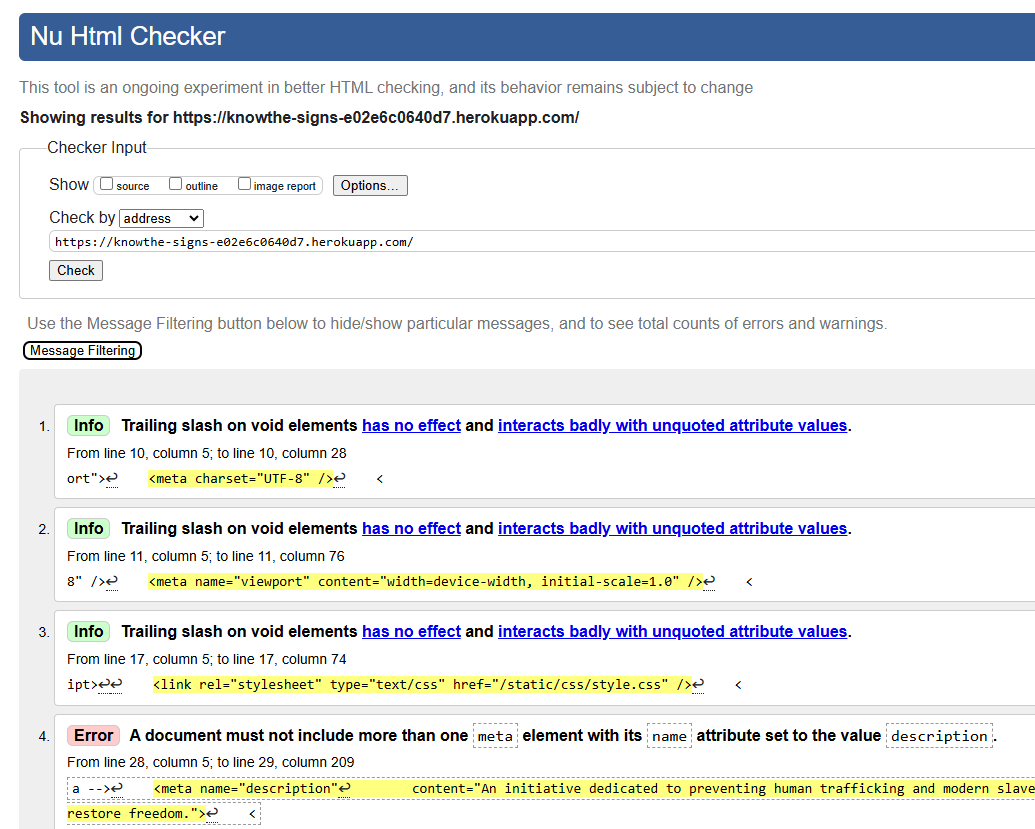 Nu Html Checker
This tool is an ongoing experiment in better HTML checking, and its behavior remains subject to change
Showing results for https://knowthe-signs-e02e6c0640d7.herokuapp.com/
Checker Input
Show source outline image report Options...
Check by address
https://knowthe-signs-e02e6c0640d7.herokuapp.com/
Check
Use the Message Filtering button below to hide/show particular messages, and to see total counts of errors and warnings.
Message Filtering
1. Info Trailing slash on void elements has no effect and interacts badly with unquoted attribute values.
From line 10, column 5; to line 10, column 28
ort">↩ <meta charset="UTF-8" />↩ <
2. Info Trailing slash on void elements has no effect and interacts badly with unquoted attribute values.
From line 11, column 5; to line 11, column 76
8" />↩ <meta name="viewport" content="width=device-width, initial-scale=1.0" />↩ <
3. Info Trailing slash on void elements has no effect and interacts badly with unquoted attribute values.
From line 17, column 5; to line 17, column 74
ipt>↩↩ <link rel="stylesheet" type="text/css" href="/static/css/style.css" />↩ <
4. Error A document must not include more than one meta element with its name attribute set to the value description.
From line 28, column 5; to line 29, column 209
a -->↩ <meta name="description"↩ content="An initiative dedicated to preventing human trafficking and modern slave
restore freedom.">↩ <